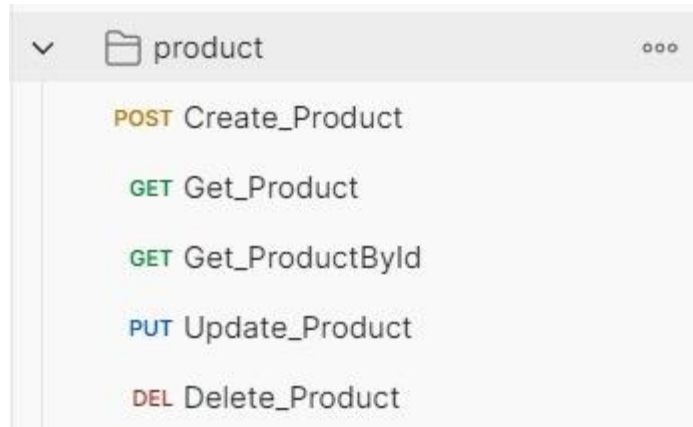 product
POST Create_Product
GET Get_Product
GET Get_ProductById
PUT Update_Product
DEL Delete_Product